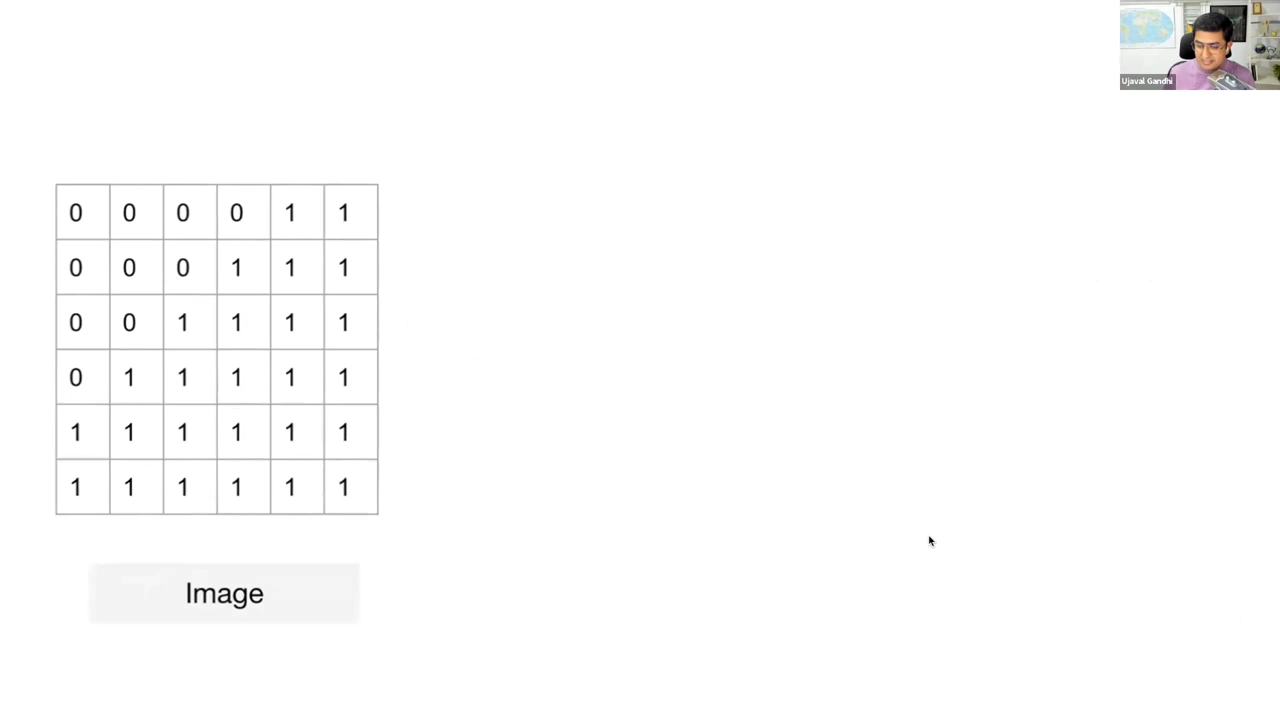 Ujaval Gandhi
0 0 0 0 1 1
0 0 0 1 1 1
0 0 1 1 1 1
0 1 1 1 1 1
1 1 1 1 1 1
1 1 1 1 1 1
Image